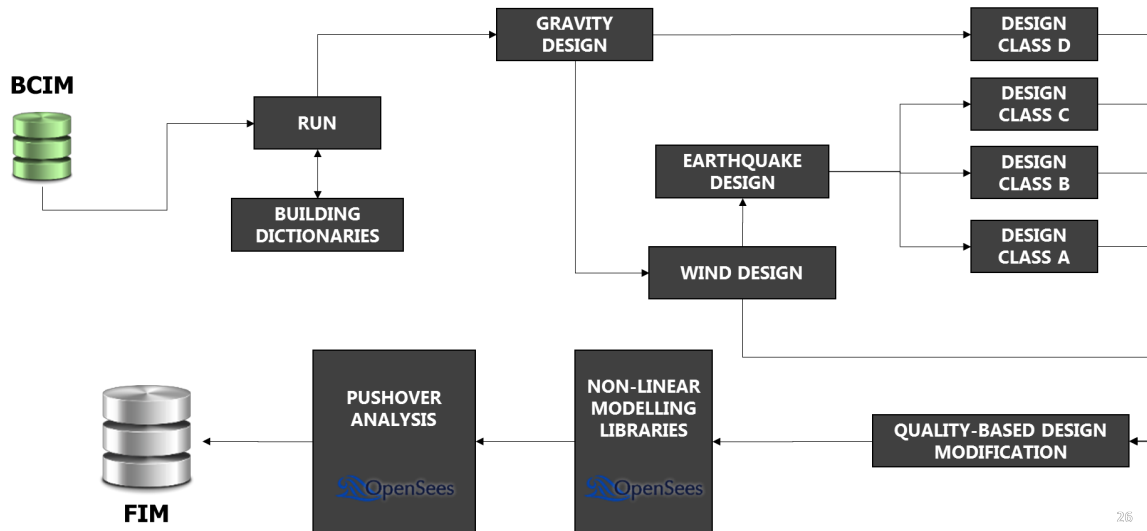 GRAVITY
DESIGN
DESIGN
CLASS D
BCIM
RUN
DESIGN
CLASS C
EARTHQUAKE
DESIGN
DESIGN
CLASS B
BUILDING
DICTIONARIES
DESIGN
CLASS A
WIND DESIGN
PUSHOVER
ANALYSIS
OpenSees
NON-LINEAR
MODELLING
LIBRARIES
OpenSees
QUALITY-BASED DESIGN
MODIFICATION
FIM
26